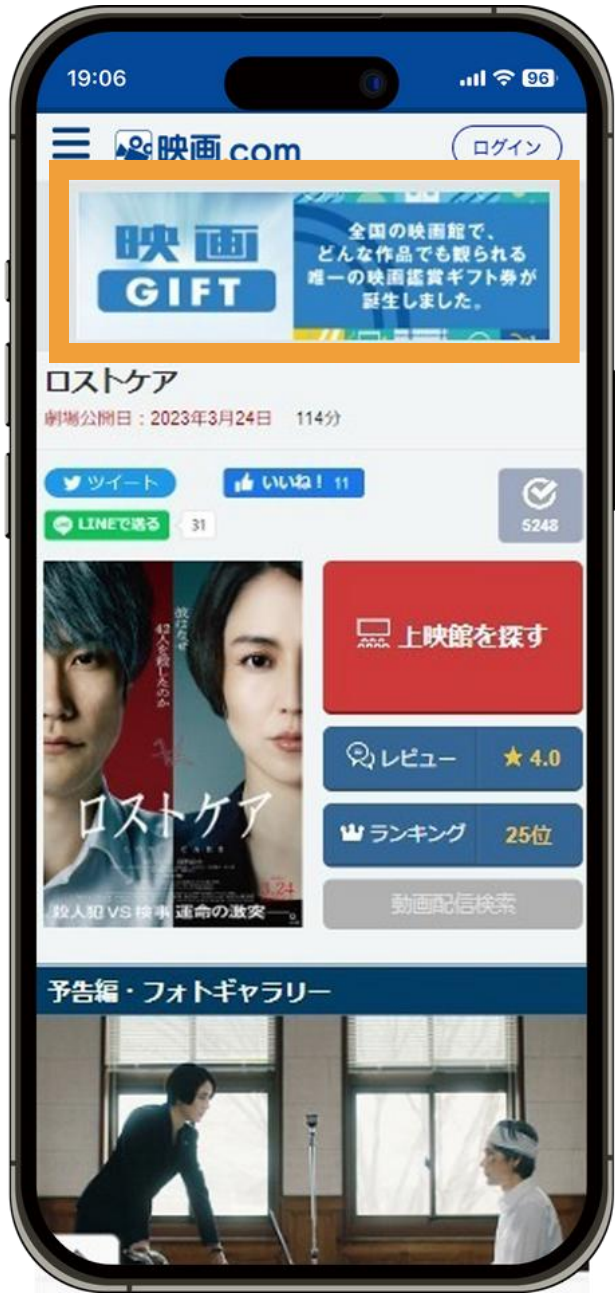 19:06
96
映画.com
ログイン
映画
GIFT
全国の映画館で、
どんな作品でも観られる
唯一の映画鑑賞ギフト券が
誕生しました。
ロストケア
劇場公開日：2023年3月24日 114分
ツイート
いいね！ 11
LINEで送る 31
5248
彼はなぜ
42人を殺したのか
ロストケア
CARE
3.24
殺人犯 VS 検事 運命の激突
上映館を探す
レビュー ★ 4.0
ランキング 25位
動画配信検索
予告編・フォトギャラリー